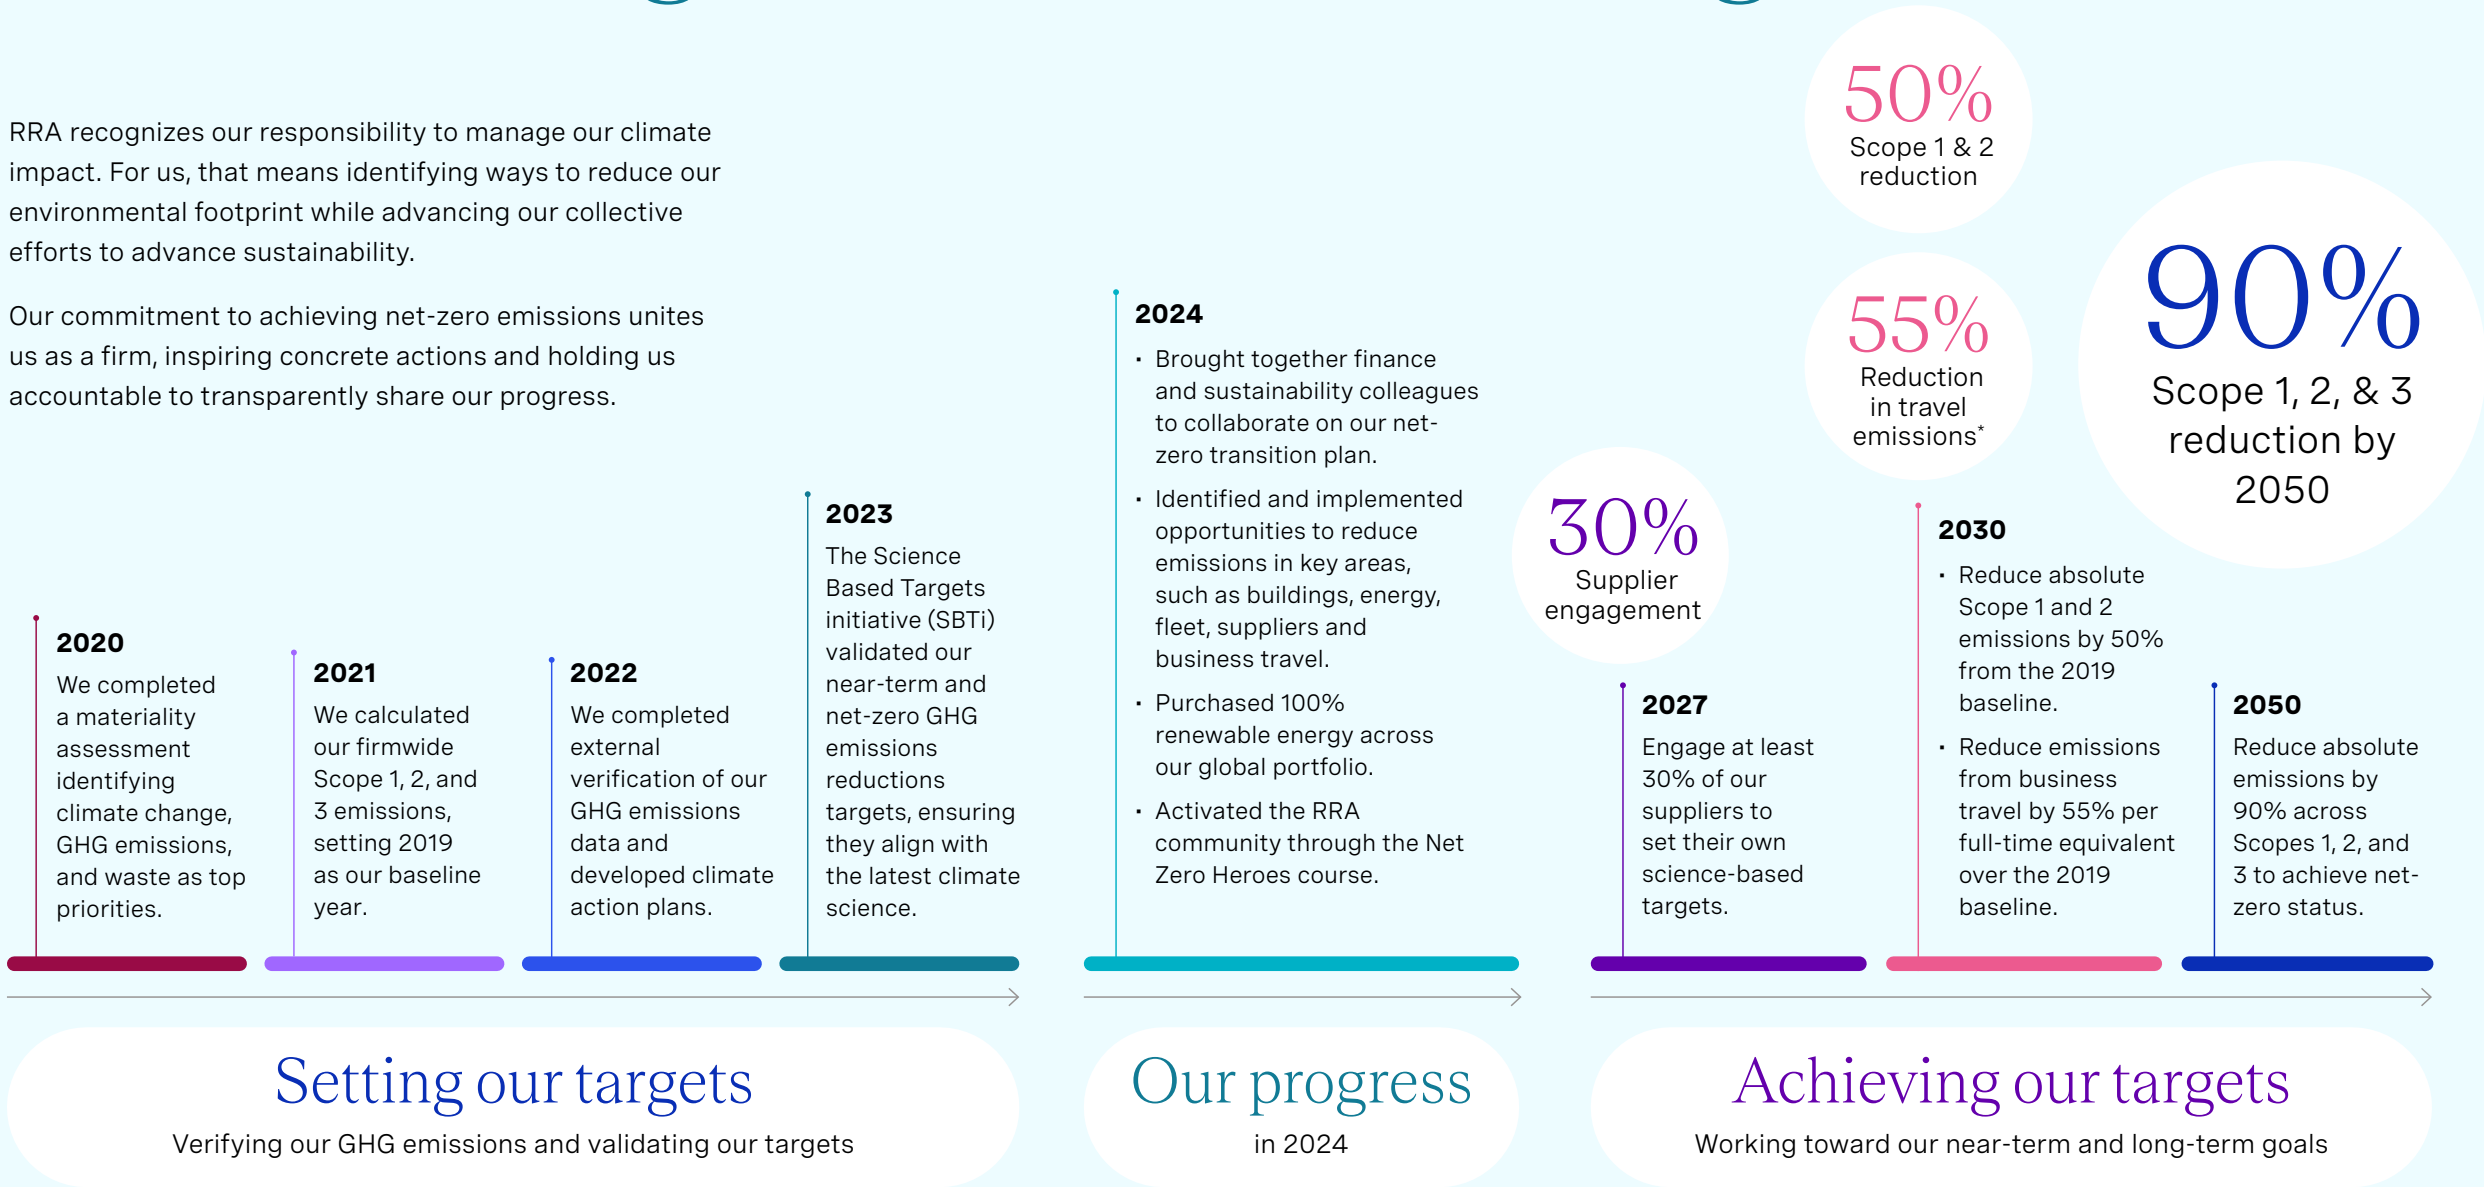 RRA recognizes our responsibility to manage our climate
impact. For us, that means identifying ways to reduce our
environmental footprint while advancing our collective
efforts to advance sustainability.
Our commitment to achieving net-zero emissions unites
us as a firm, inspiring concrete actions and holding us
accountable to transparently share our progress.
2020
We completed
a materiality
assessment
identifying
climate change,
GHG emissions,
and waste as top
priorities.
2021
We calculated
our firmwide
Scope 1, 2, and
3 emissions,
setting 2019
as our baseline
year.
2022
We completed
external
verification of our
GHG emissions
data and
developed climate
action plans.
2023
The Science
Based Targets
initiative (SBTi)
validated our
near-term and
net-zero GHG
emissions
reductions
targets, ensuring
they align with
the latest climate
science.
Setting our targets
Verifying our GHG emissions and validating our targets
2024
· Brought together finance
and sustainability colleagues
to collaborate on our net-
zero transition plan.
· Identified and implemented
opportunities to reduce
emissions in key areas,
such as buildings, energy,
fleet, suppliers and
business travel.
· Purchased 100%
renewable energy across
our global portfolio.
· Activated the RRA
community through the Net
Zero Heroes course.
Our progress
in 2024
30%
Supplier
engagement
2027
Engage at least
30% of our
suppliers to
set their own
science-based
targets.
50%
Scope 1 & 2
reduction
55%
Reduction
in travel
emissions*
2030
· Reduce absolute
Scope 1 and 2
emissions by 50%
from the 2019
baseline.
· Reduce emissions
from business
travel by 55% per
full-time equivalent
over the 2019
baseline.
90%
Scope 1, 2, & 3
reduction by
2050
2050
Reduce absolute
emissions by
90% across
Scopes 1, 2, and
3 to achieve net-
zero status.
Achieving our targets
Working toward our near-term and long-term goals